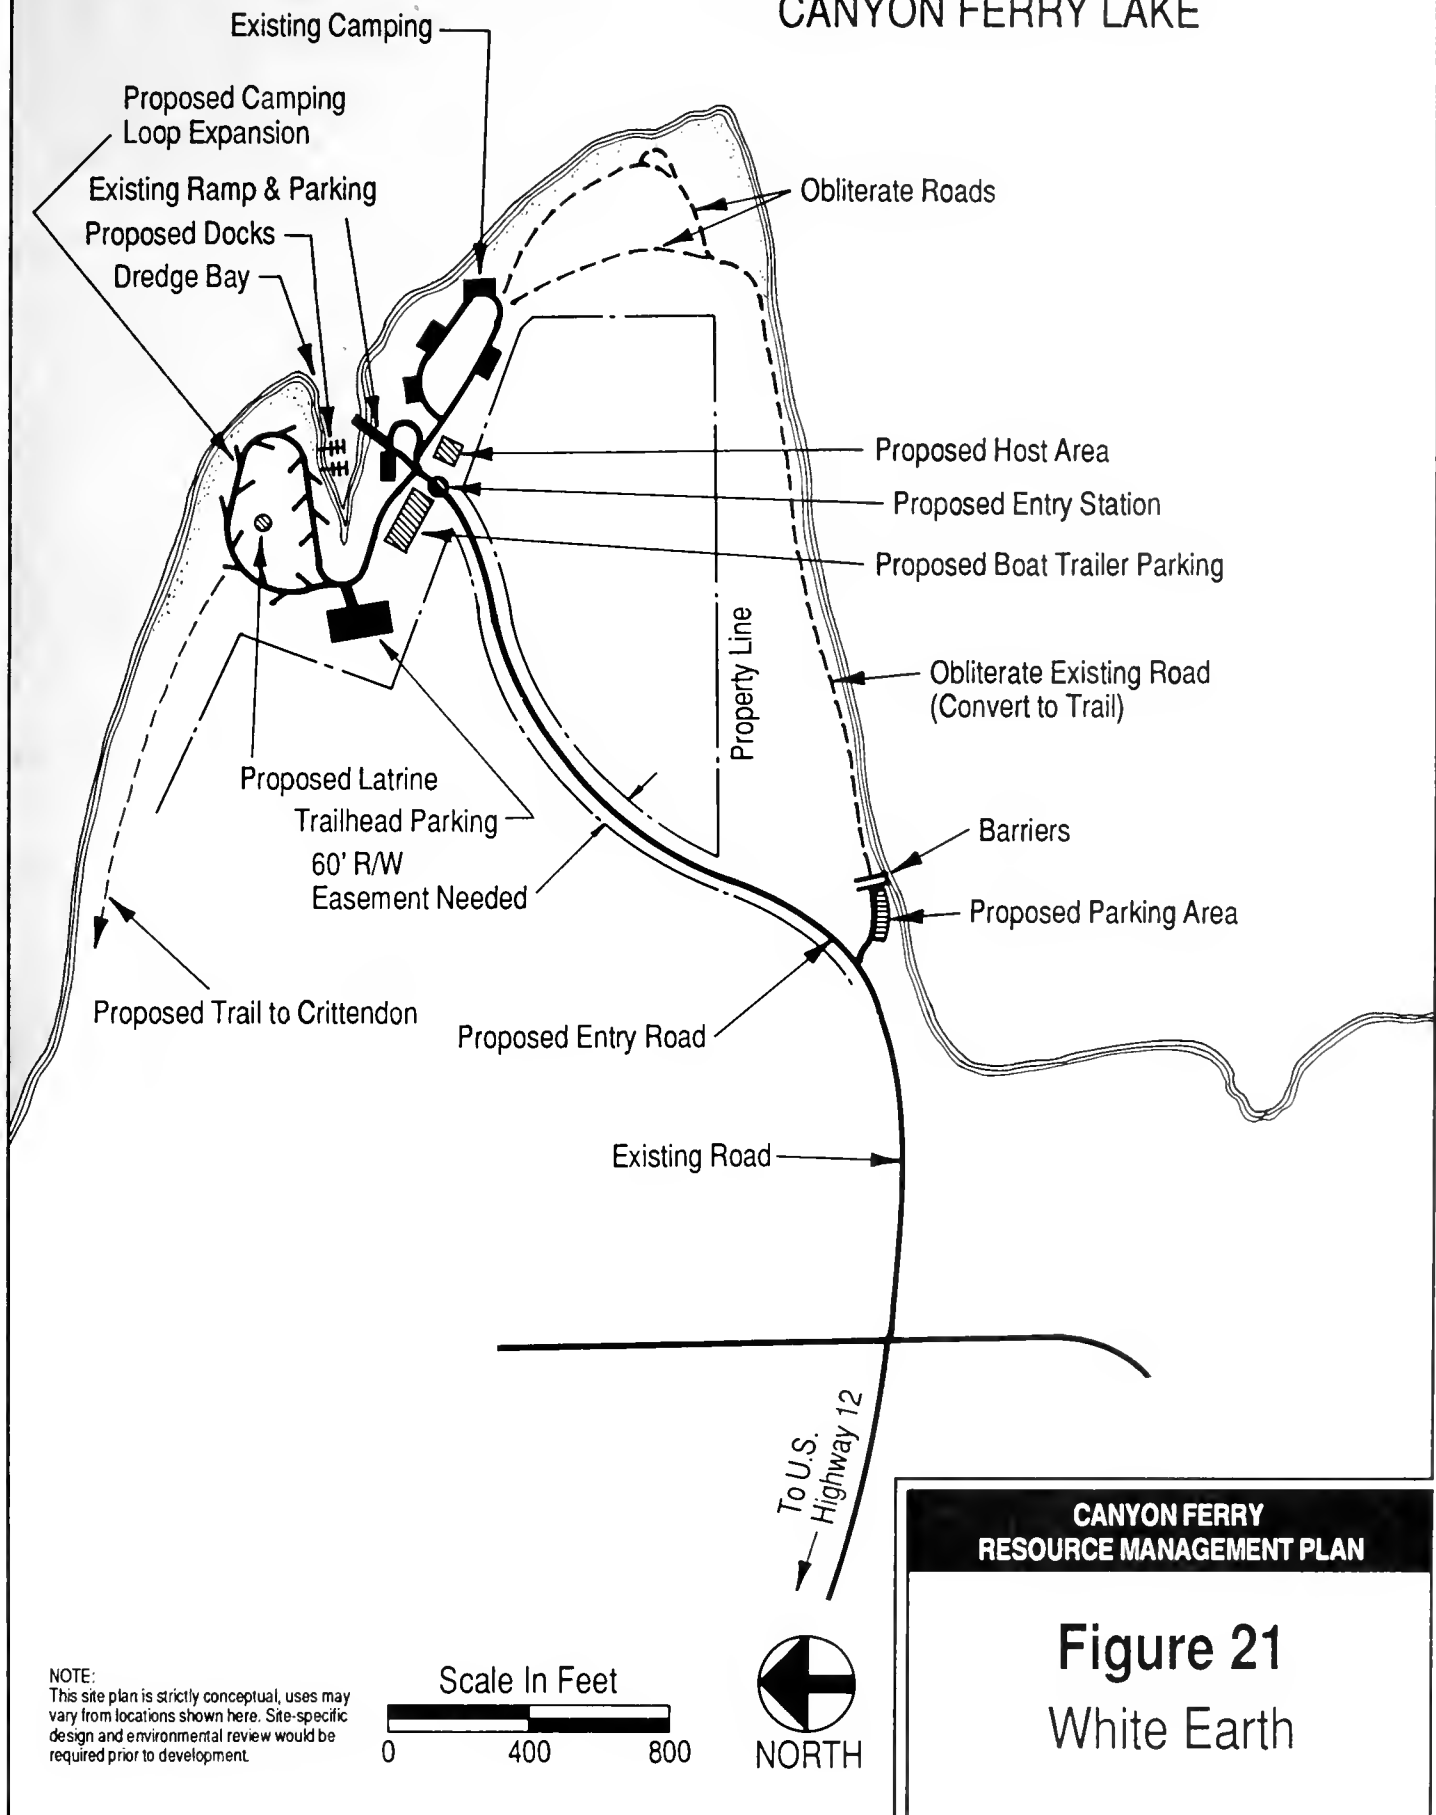 CANYON FERRY LAKE
Existing Camping
Proposed Camping
Loop Expansion
Existing Ramp & Parking
Obliterate Roads
Proposed Docks
Dredge Bay
Proposed Host Area
Proposed Entry Station
Proposed Boat Trailer Parking
Property Line
Obliterate Existing Road
(Convert to Trail)
Proposed Latrine
Trailhead Parking
60' R/W
Easement Needed
Barriers
Proposed Parking Area
Proposed Trail to Crittendon
Proposed Entry Road
Existing Road
To U.S.
Highway 12
CANYON FERRY
RESOURCE MANAGEMENT PLAN
Figure 21
White Earth
NOTE:
This site plan is strictly conceptual, uses may
vary from locations shown here. Site-specific
design and environmental review would be
required prior to development.
Scale In Feet
0 400 800
NORTH